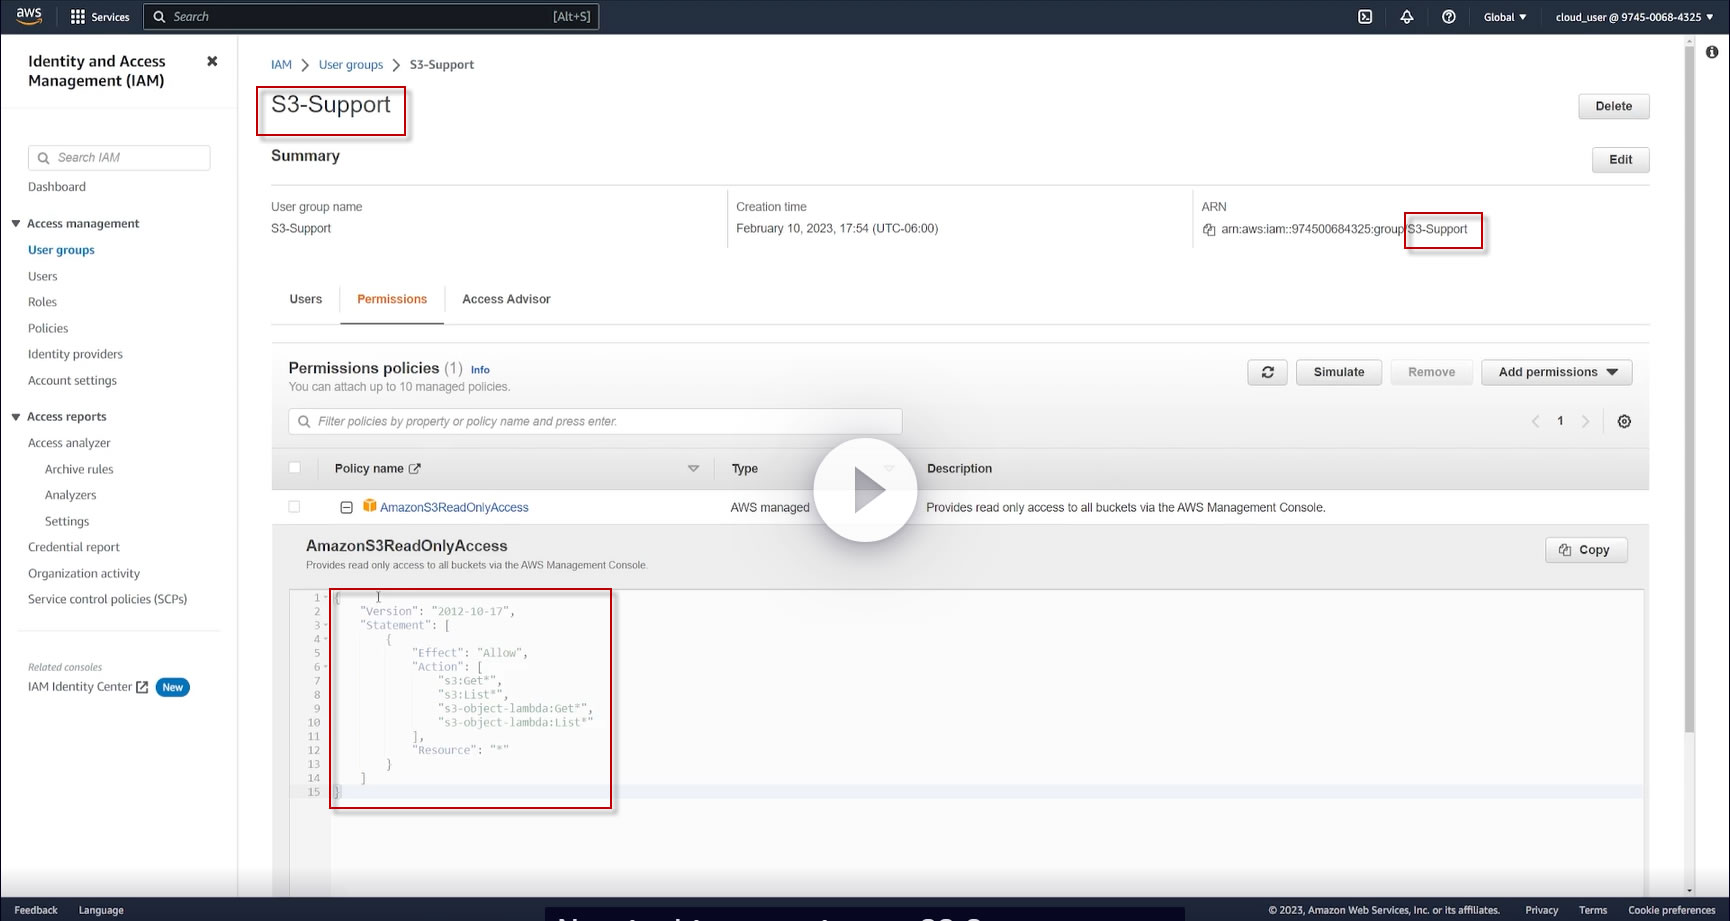 aws
Services
Search
[Alt+S]
Global
cloud_user @ 9745-0068-4325
Identity and Access
Management (IAM)
Search IAM
Dashboard
Access management
User groups
Users
Roles
Policies
Identity providers
Account settings
Access reports
Access analyzer
Archive rules
Analyzers
Settings
Credential report
Organization activity
Service control policies (SCPs)
Related consoles
IAM Identity Center New
IAM > User groups > S3-Support
S3-Support
Delete
Summary
Edit
User group name
S3-Support
Creation time
February 10, 2023, 17:54 (UTC-06:00)
ARN
arn:aws:iam::974500684325:group/S3-Support
Users
Permissions
Access Advisor
Permissions policies (1) Info
You can attach up to 10 managed policies.
Simulate
Remove
Add permissions
Filter policies by property or policy name and press enter.
1
Policy name
Type
Description
AmazonS3ReadOnlyAccess
AWS managed
Provides read only access to all buckets via the AWS Management Console.
AmazonS3ReadOnlyAccess
Provides read only access to all buckets via the AWS Management Console.
Copy
1 {
2 "Version": "2012-10-17",
3 "Statement": [
4 {
5 "Effect": "Allow",
6 "Action": [
7 "s3:Get*",
8 "s3:List*",
9 "s3-object-lambda:Get*",
10 "s3-object-lambda:List*"
11 ],
12 "Resource": "*"
13 }
14 ]
15 }
Feedback
Language
© 2023, Amazon Web Services, Inc. or its affiliates.
Privacy
Terms
Cookie preferences